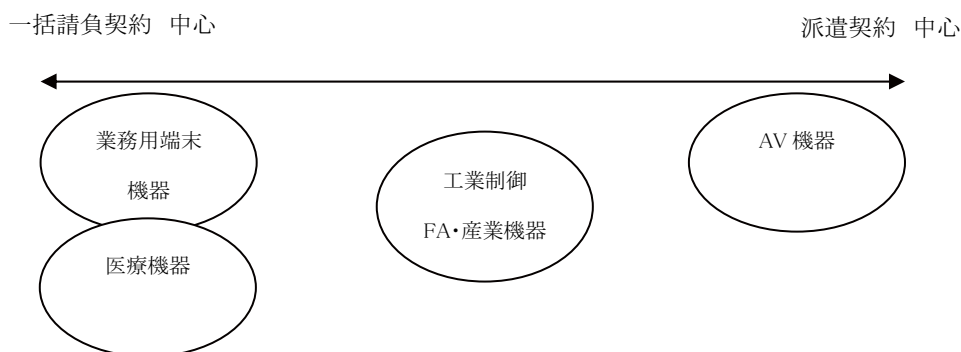 一括請負契約 中心
派遣契約 中心
業務用端末
機器
医療機器
工業制御
FA・産業機器
AV 機器